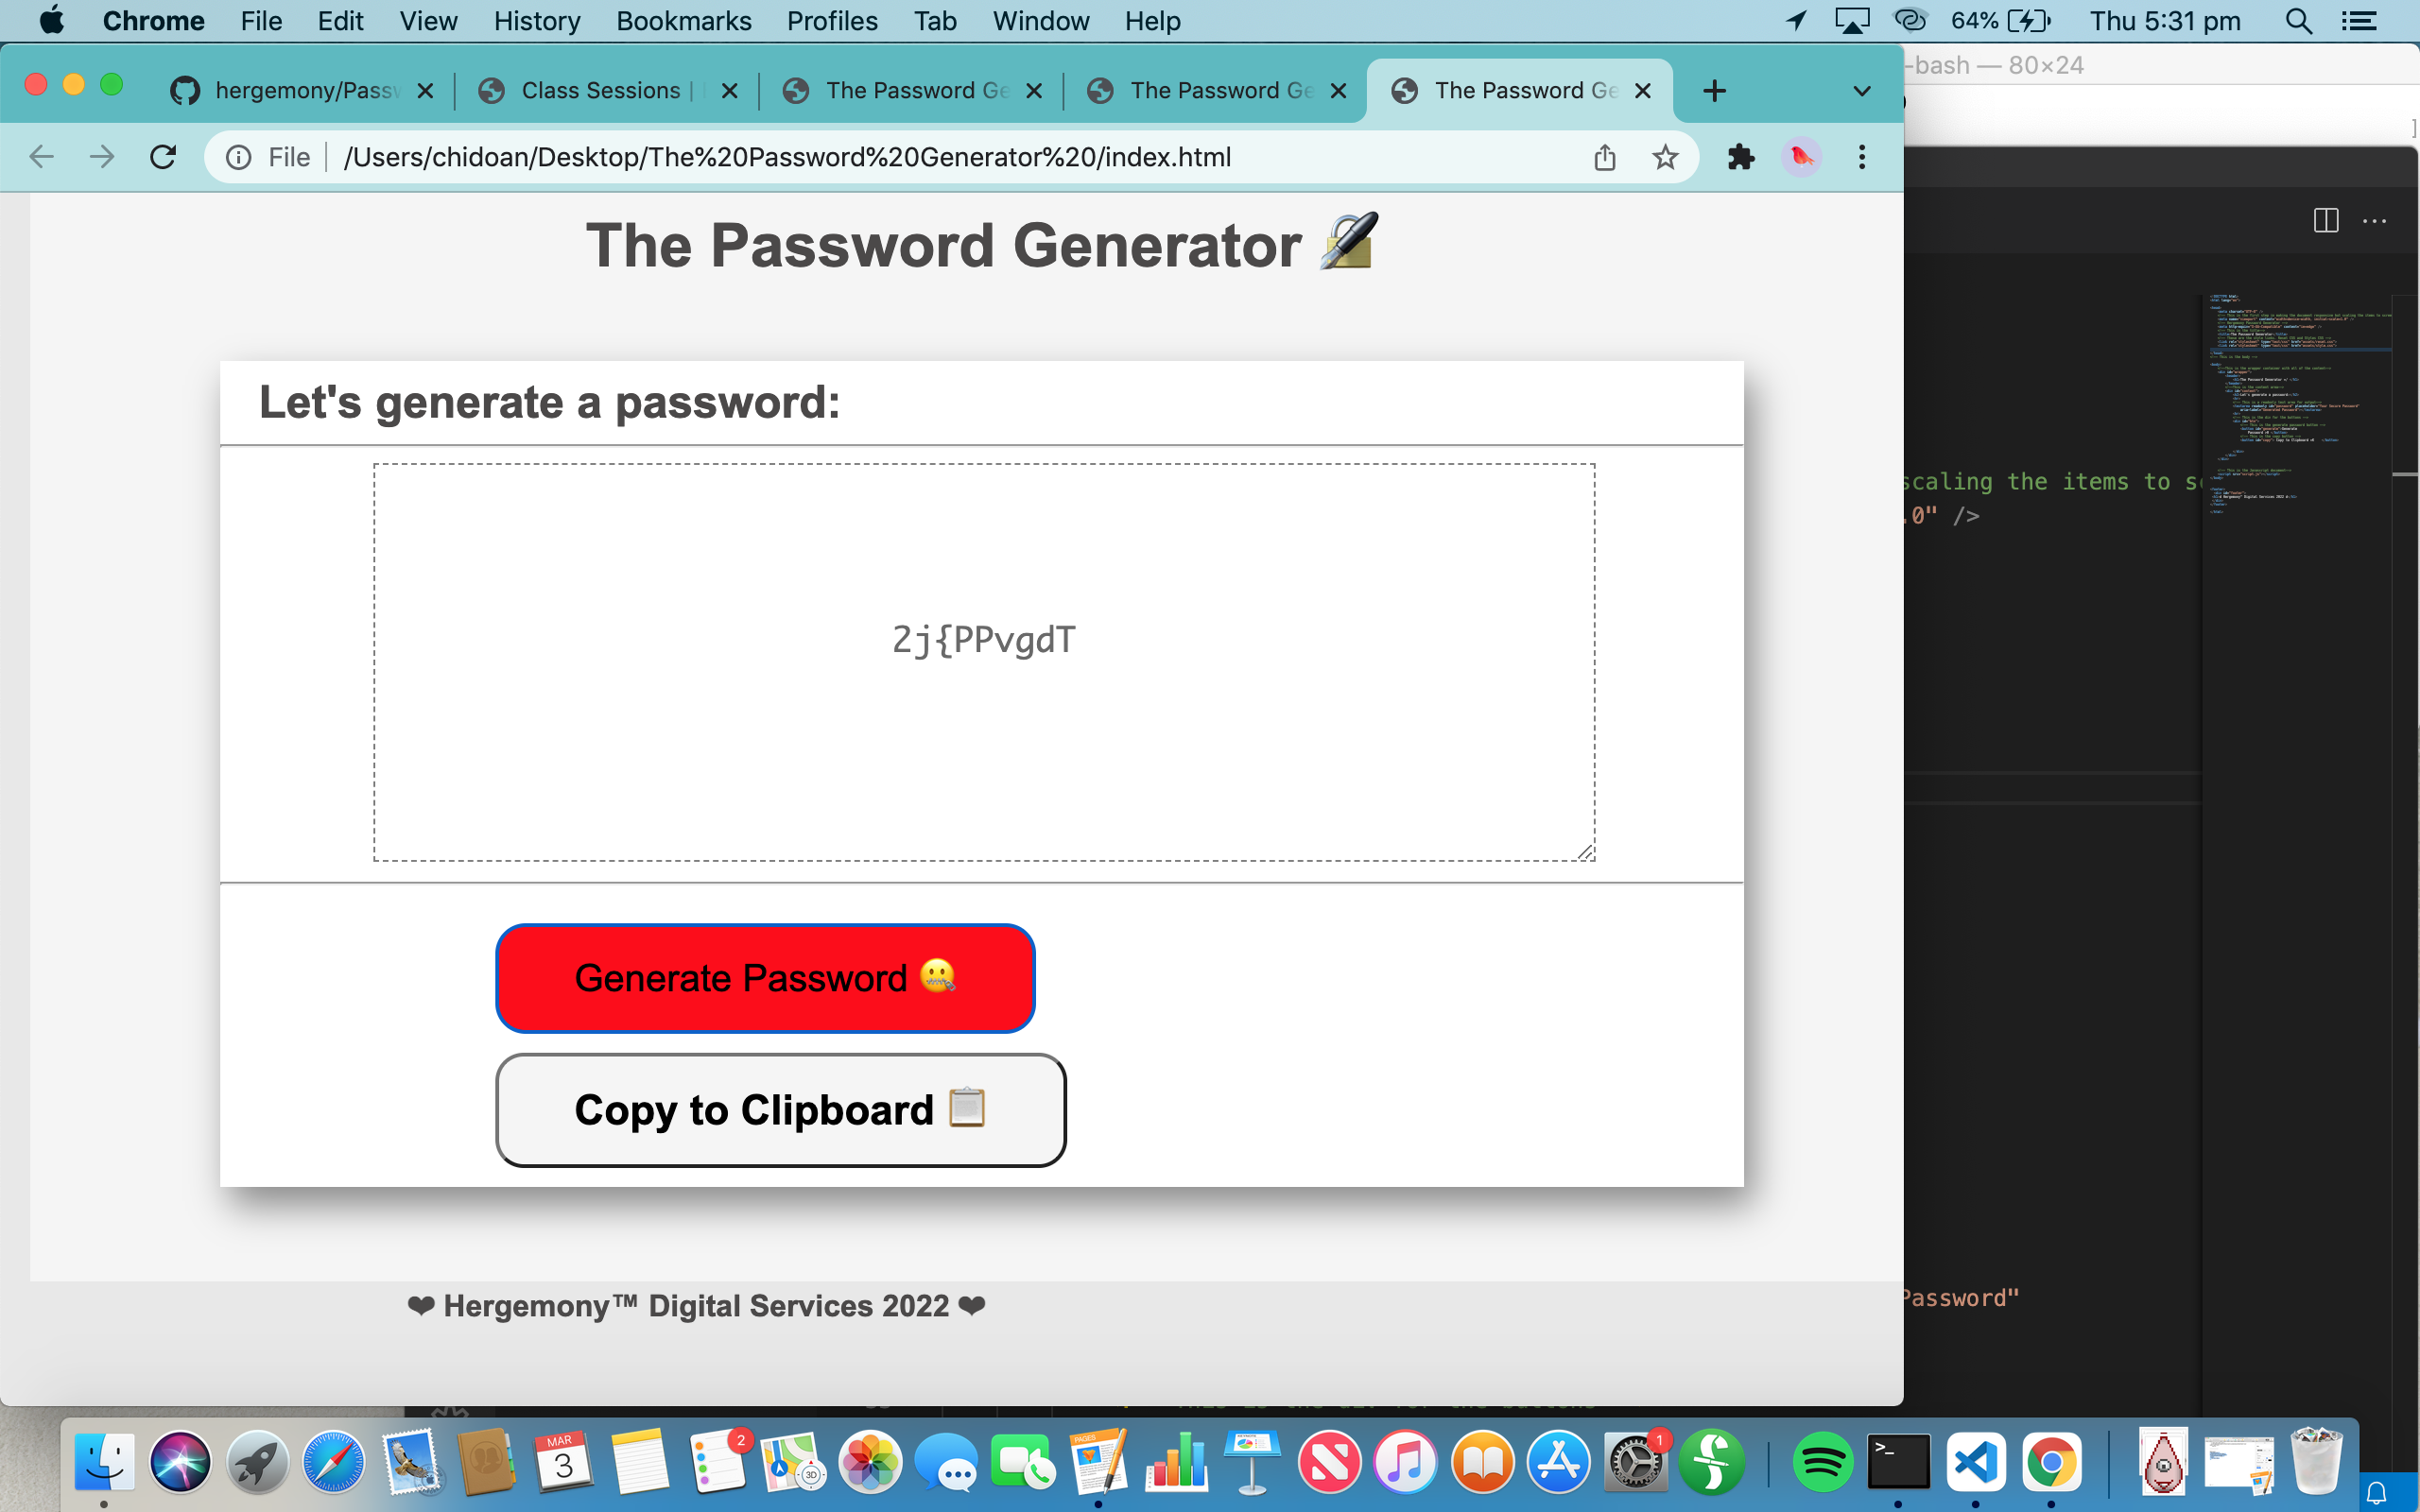 Chrome File Edit View History Bookmarks Profiles Tab Window Help 64% Thu 5:31 pm
-bash — 80×24
hergemony/Passw Class Sessions | The Password Ge The Password Ge The Password Ge
File /Users/chidoan/Desktop/The%20Password%20Generator%20/index.html
The Password Generator
Let's generate a password:
scaling the items to s
.0" />
2j{PPvgdT
Generate Password
Copy to Clipboard 📋
❤ Hergemony™ Digital Services 2022 ❤
Password"
MAR
3
2
3D
1